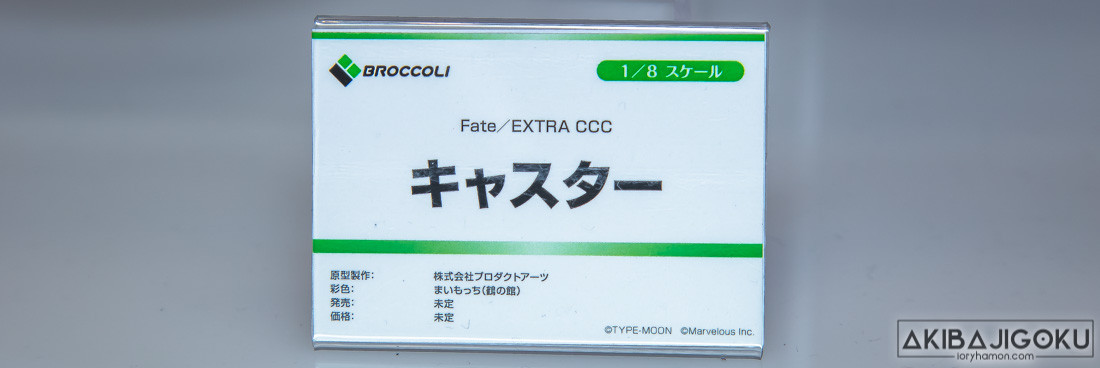 BROCCOLI
1/8 スケール
Fate/EXTRA CCC
キャスター
原型製作: 株式会社プロダクトアーツ
彩色: まいもっち(鶴の館)
発売: 未定
価格: 未定
©TYPE-MOON ©Marvelous Inc.
AKIBAJIGOKU
loryhamon.com